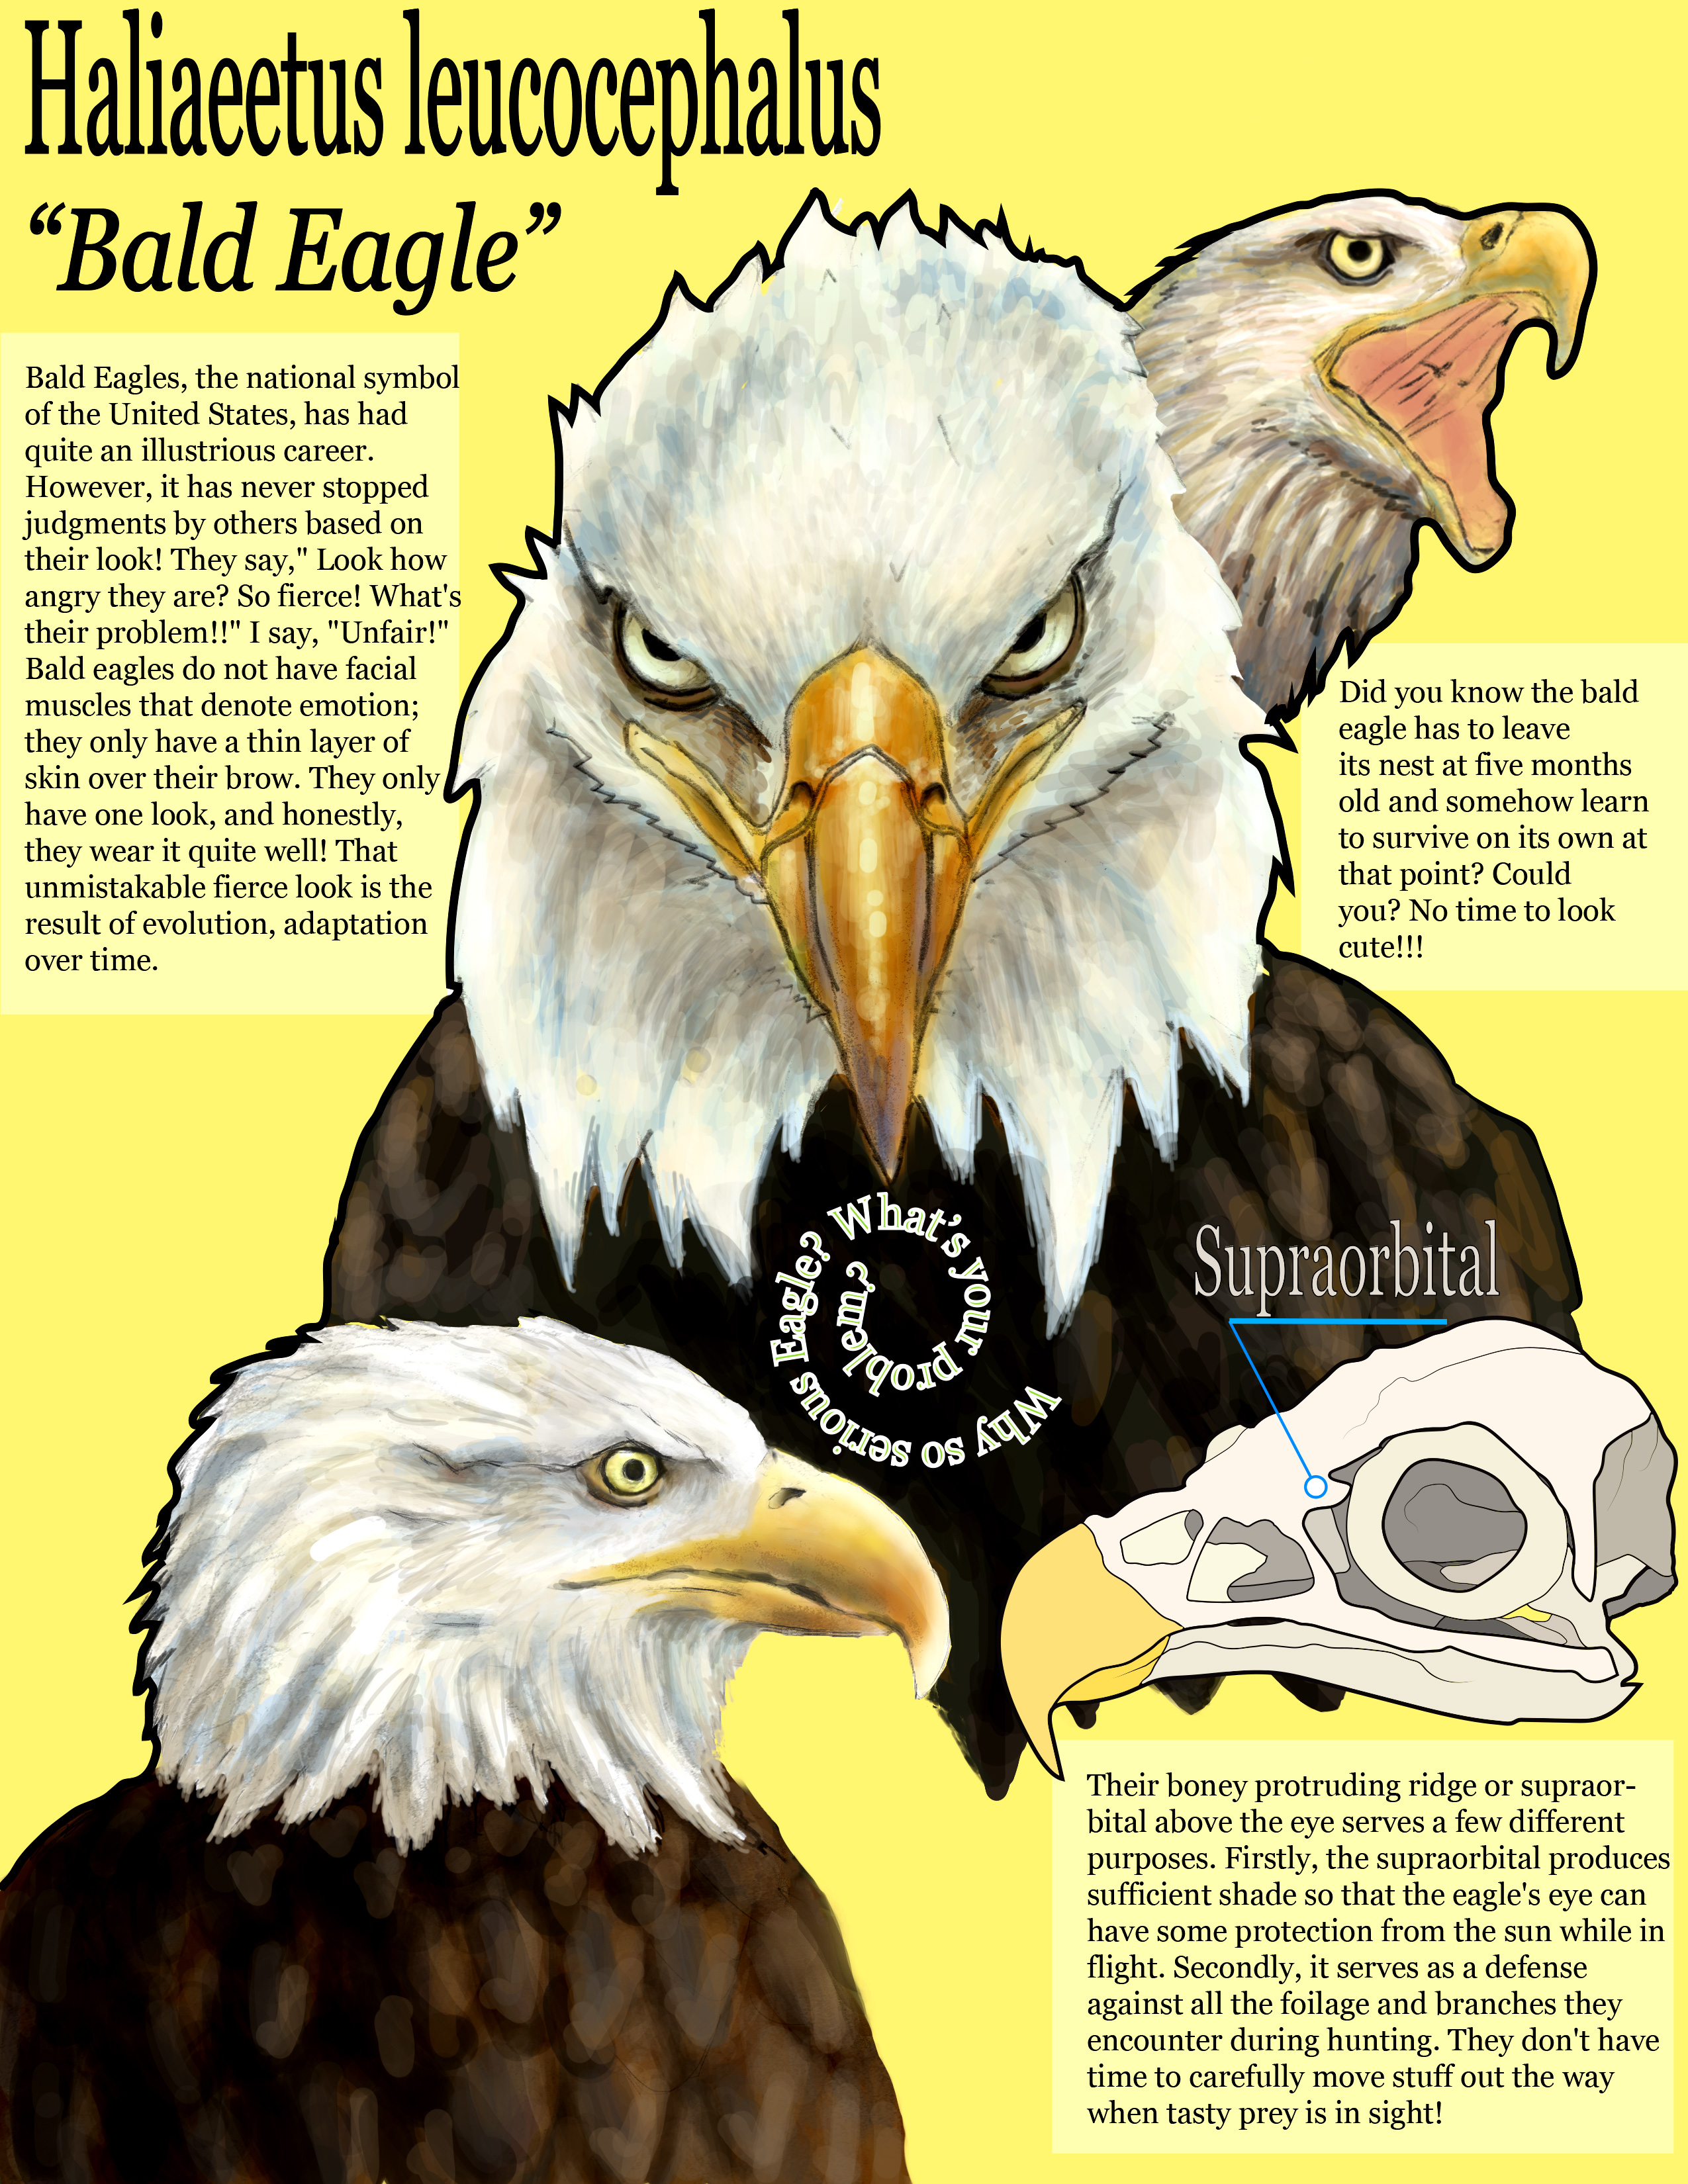 Haliaeetus leucocephalus
“Bald Eagle”
Bald Eagles, the national symbol
of the United States, has had
quite an illustrious career.
However, it has never stopped
judgments by others based on
their look! They say," Look how
angry they are? So fierce! What's
their problem!!" I say, "Unfair!"
Bald eagles do not have facial
muscles that denote emotion;
they only have a thin layer of
skin over their brow. They only
have one look, and honestly,
they wear it quite well! That
unmistakable fierce look is the
result of evolution, adaptation
over time.
Did you know the bald
eagle has to leave
its nest at five months
old and somehow learn
to survive on its own at
that point? Could
you? No time to look
cute!!!
Why so serious Eagle? What’s your problem?
Supraorbital
Their boney protruding ridge or supraor-
bital above the eye serves a few different
purposes. Firstly, the supraorbital produces
sufficient shade so that the eagle's eye can
have some protection from the sun while in
flight. Secondly, it serves as a defense
against all the foilage and branches they
encounter during hunting. They don't have
time to carefully move stuff out the way
when tasty prey is in sight!